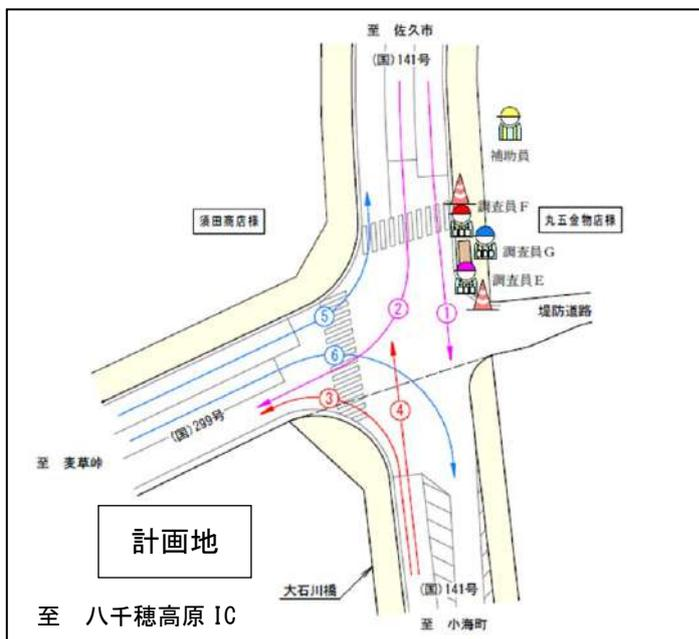 至 佐久市
(国)141号
補助員
調査員F
須田商店様
丸五金物店様
調査員G
調査員E
堤防道路
②
①
⑤
⑥
③
④
(国)299号
至 麦草峠
計画地
大石川橋
(国)141号
至 八千穂高原 IC
至 小海町